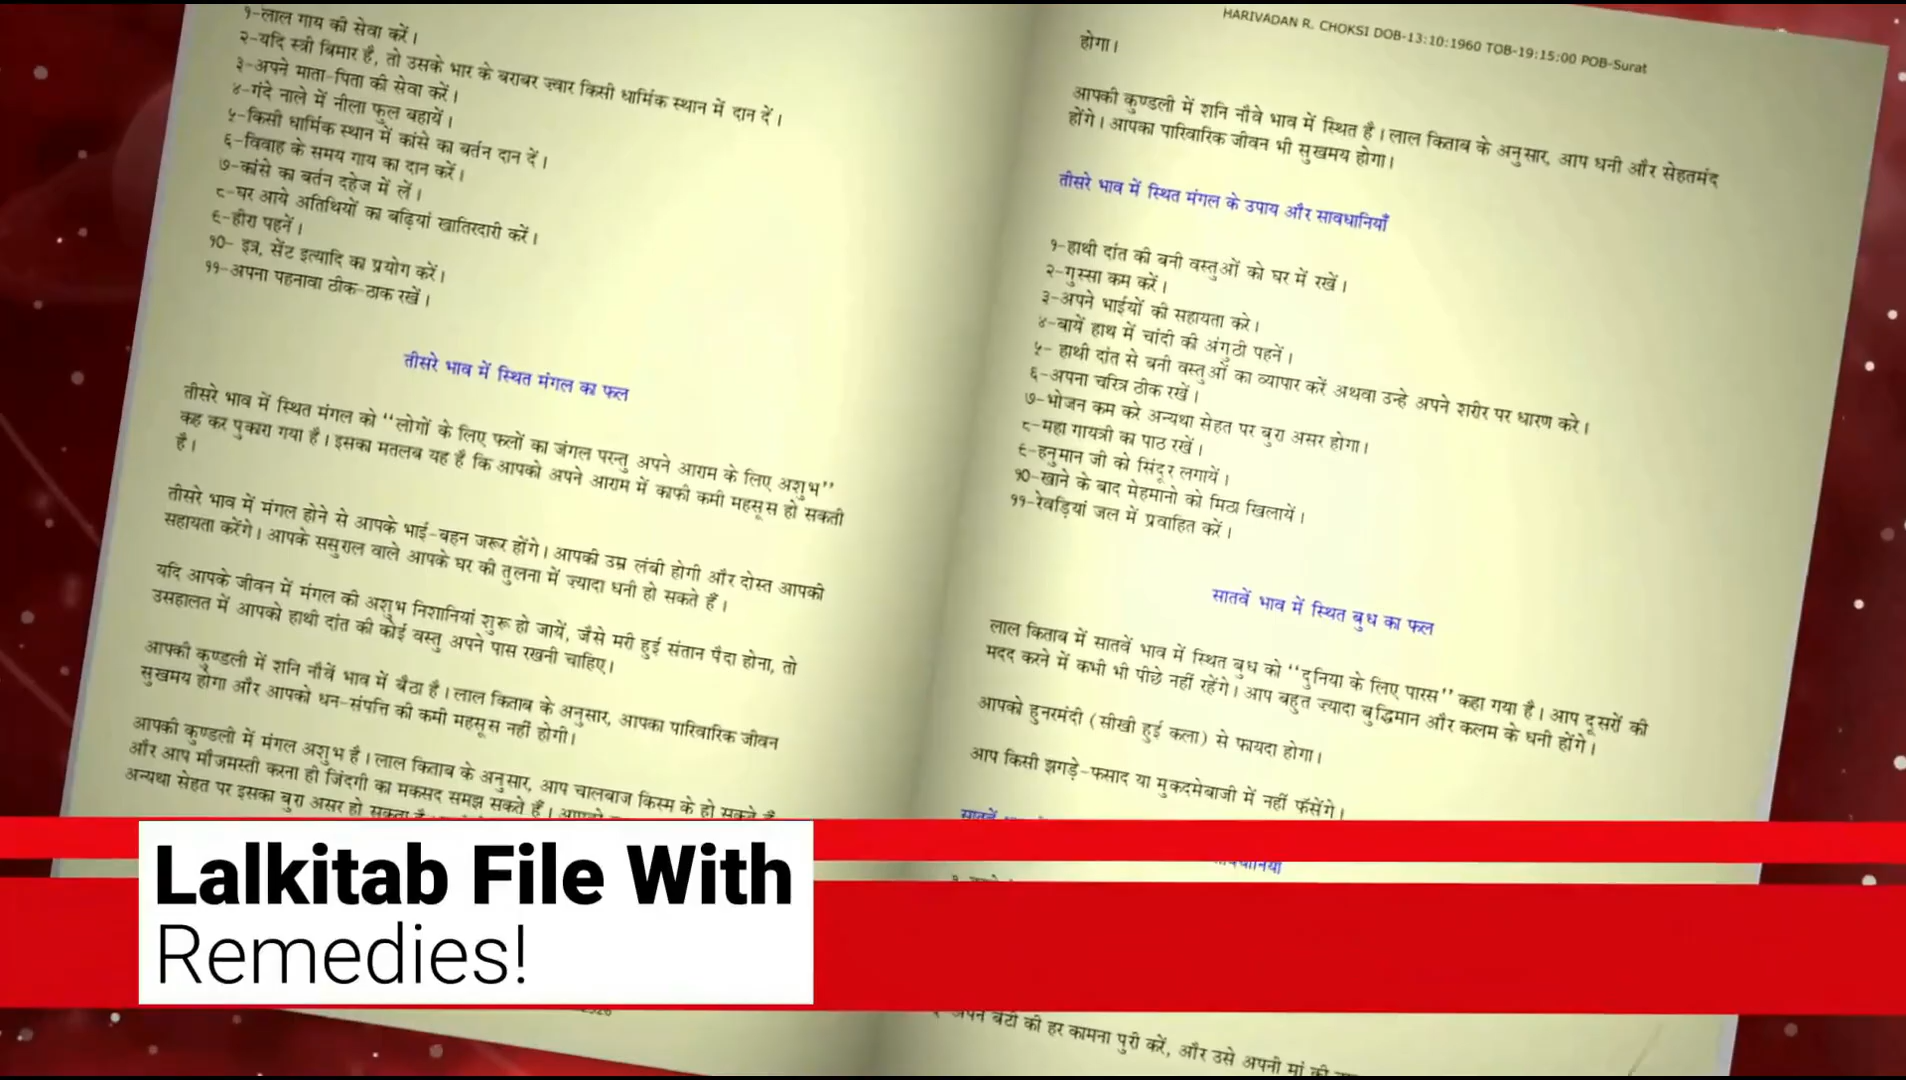 १-लाल गाय की सेवा करें।
२-यदि स्त्री बिमार है, तो उसके भार के बराबर ज्वार किसी धार्मिक स्थान में दान दें।
३-अपने माता-पिता की सेवा करें।
४-गंदे नाले में नीला फुल बहायें।
५-किसी धार्मिक स्थान में कांसे का बर्तन दान दें।
६-विवाह के समय गाय का दान करें।
७-कांसे का बर्तन दहेज में लें।
८-घर आये अतिथियों का बढ़ियां खातिरदारी करें।
९-हीरा पहनें।
१०- इत्र, सेंट इत्यादि का प्रयोग करें।
११-अपना पहनावा ठीक-ठाक रखें।
तीसरे भाव में स्थित मंगल का फल
तीसरे भाव में स्थित मंगल को "लोगों के लिए फलों का जंगल परन्तु अपने आराम के लिए अशुभ"
कह कर पुकारा गया है। इसका मतलब यह है कि आपको अपने आराम में काफी कमी महसूस हो सकती
है।
तीसरे भाव में मंगल होने से आपके भाई-बहन जरूर होंगे। आपकी उम्र लंबी होगी और दोस्त आपकी
सहायता करेंगे। आपके ससुराल वाले आपके घर की तुलना में ज्यादा धनी हो सकते हैं।
यदि आपके जीवन में मंगल की अशुभ निशानियां शुरू हो जायें, जैसे मरी हुई संतान पैदा होना, तो
उसहालत में आपको हाथी दांत की कोई वस्तु अपने पास रखनी चाहिए।
आपकी कुण्डली में शनि नौवें भाव में बैठा है। लाल किताब के अनुसार, आपका पारिवारिक जीवन
सुखमय होगा और आपको धन-संपत्ति की कमी महसूस नहीं होगी।
आपकी कुण्डली में मंगल अशुभ है। लाल किताब के अनुसार, आप चालबाज किस्म के हो सकते हैं
और आप मौजमस्ती करना ही जिंदगी का मकसद समझ सकते हैं।
अन्यथा सेहत पर इसका बुरा असर हो सकता है
HARIVADAN R. CHOKSI DOB-13:10:1960 TOB-19:15:00 POB-Surat
होगा।
आपकी कुण्डली में शनि नौवे भाव में स्थित है। लाल किताब के अनुसार, आप धनी और सेहतमंद
होंगे। आपका पारिवारिक जीवन भी सुखमय होगा।
तीसरे भाव में स्थित मंगल के उपाय और सावधानियाँ
१-हाथी दांत की बनी वस्तुओं को घर में रखें।
२-गुस्सा कम करें।
३-अपने भाईयों की सहायता करे।
४-बायें हाथ में चांदी की अंगुठी पहनें।
५- हाथी दांत से बनी वस्तुओं का व्यापार करें अथवा उन्हे अपने शरीर पर धारण करे।
६-अपना चरित्र ठीक रखें।
७-भोजन कम करे अन्यथा सेहत पर बुरा असर होगा।
८-महा गायत्री का पाठ रखें।
९-हनुमान जी को सिंदूर लगायें।
१०-खाने के बाद मेहमानो को मिठा खिलायें।
११-रेवड़ियां जल में प्रवाहित करें।
सातवें भाव में स्थित बुध का फल
लाल किताब में सातवें भाव में स्थित बुध को "दुनिया के लिए पारस" कहा गया है। आप दूसरों की
मदद करने में कभी भी पीछे नहीं रहेंगे। आप बहुत ज्यादा बुद्धिमान और कलम के धनी होंगे।
आपको हुनरमंदी (सीखी हुई कला) से फायदा होगा।
आप किसी झगड़े-फसाद या मुकदमेबाजी में नहीं फँसेंगे।
अपने बेटी की हर कामना पुरी करें, और उसे अपनी मां की
Lalkitab File With
Remedies!